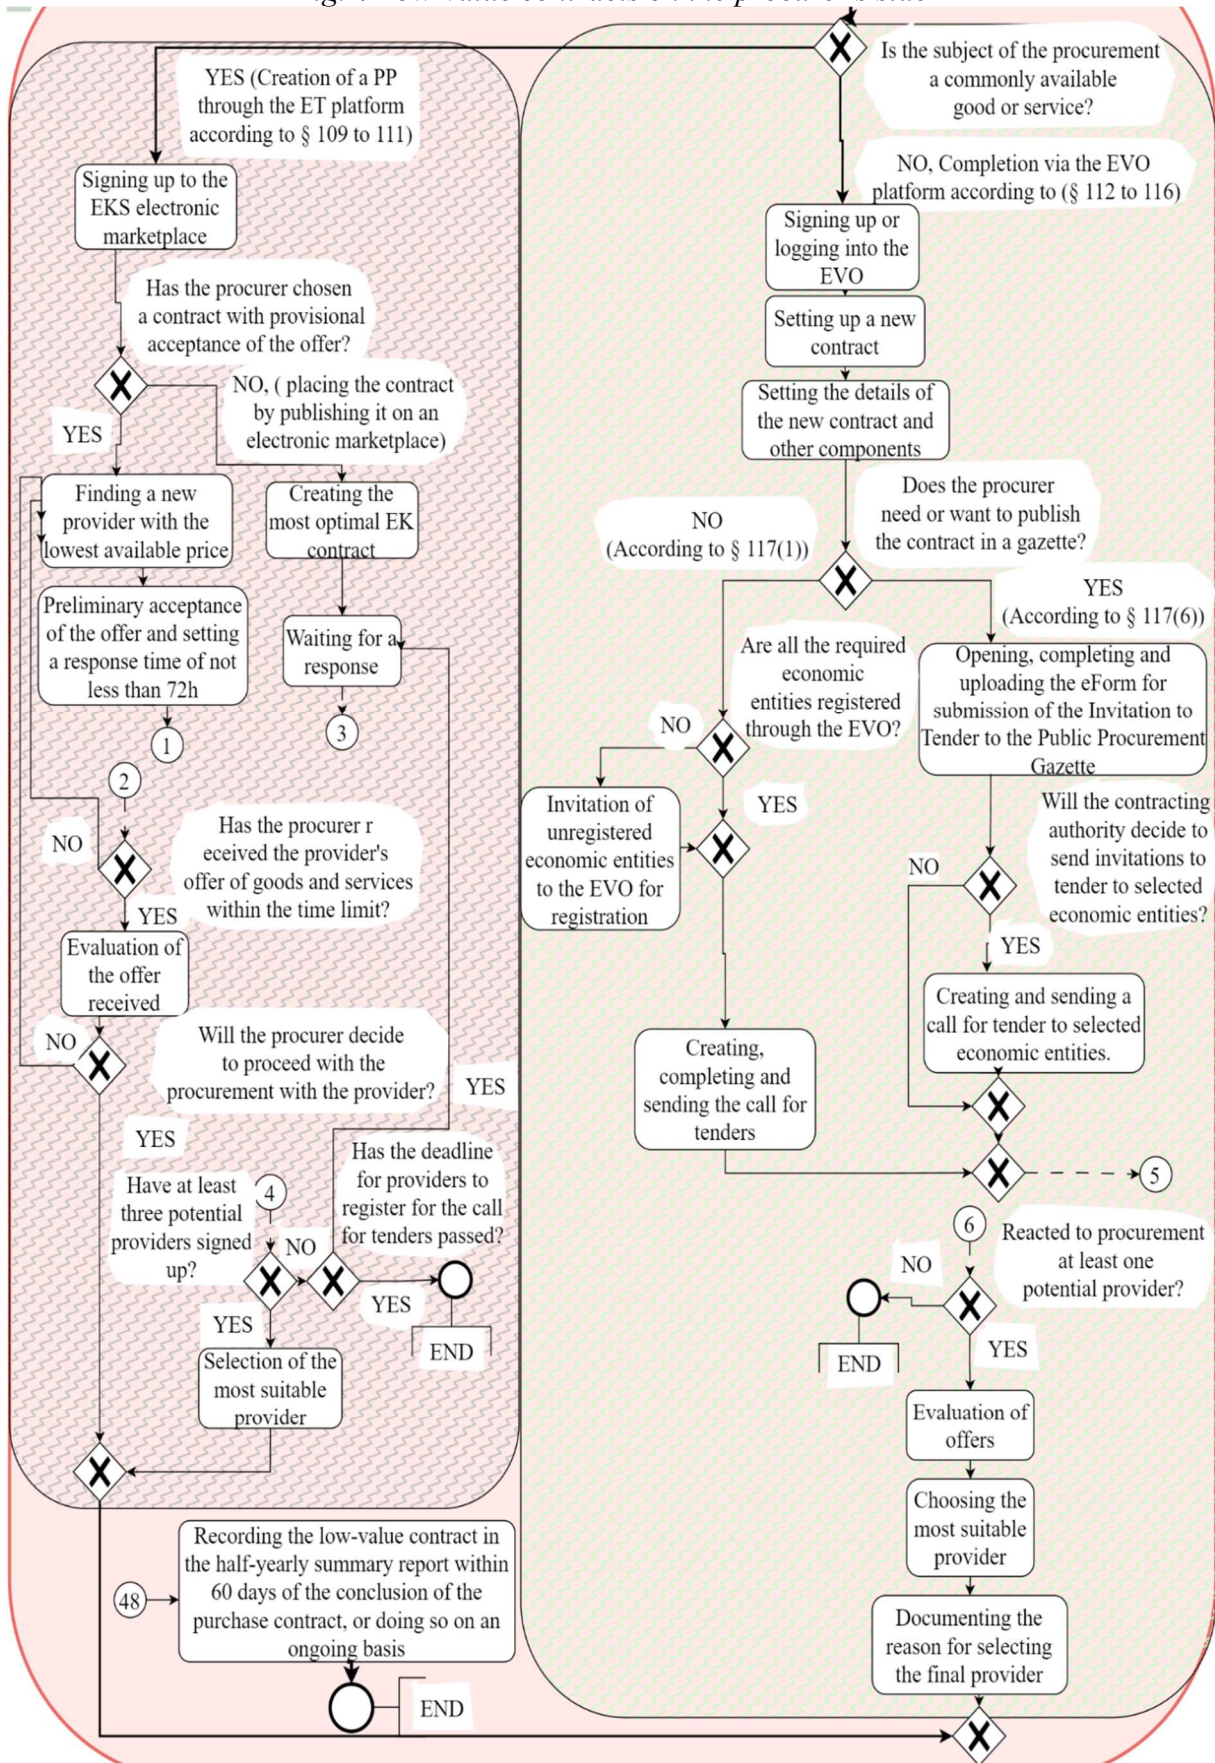 Is the subject of the procurement
a commonly available
good or service?
YES (Creation of a PP
through the ET platform
according to § 109 to 111)
NO, Completion via the EVO
platform according to (§ 112 to 116)
Signing up to the
EKS electronic
marketplace
Signing up or
logging into the
EVO
Has the procurer chosen
a contract with provisional
acceptance of the offer?
Setting up a new
contract
NO, ( placing the contract
by publishing it on an
electronic marketplace)
YES
Setting the details of
the new contract and
other components
Finding a new
provider with the
lowest available price
Creating the
most optimal EK
contract
Does the procurer
need or want to publish
the contract in a gazette?
NO
(According to § 117(1))
YES
(According to § 117(6))
Preliminary acceptance
of the offer and setting
a response time of not
less than 72h
Waiting for a
response
Are all the required
economic
entities registered
through the EVO?
Opening, completing and
uploading the eForm for
submission of the Invitation to
Tender to the Public Procurement
Gazette
1
3
NO
2
YES
Invitation of
unregistered
economic entities
to the EVO for
registration
Will the contracting
authority decide to
send invitations to
tender to selected
economic entities?
NO
Has the procurer r
eceived the provider's
offer of goods and services
within the time limit?
YES
NO
YES
Evaluation of
the offer
received
Creating and sending a
call for tender to selected
economic entities.
NO
Will the procurer decide
to proceed with the
procurement with the provider?
YES
Creating,
completing and
sending the call for
tenders
YES
Has the deadline
for providers to
register for the call
for tenders passed?
Have at least
three potential
providers signed
up?
4
5
NO
YES
END
6
Reacted to procurement
at least one
potential provider?
NO
END
YES
YES
Selection of the
most suitable
provider
Evaluation of
offers
Choosing the
most suitable
provider
48
Recording the low-value contract in
the half-yearly summary report within
60 days of the conclusion of the
purchase contract, or doing so on an
ongoing basis
Documenting the
reason for selecting
the final provider
END